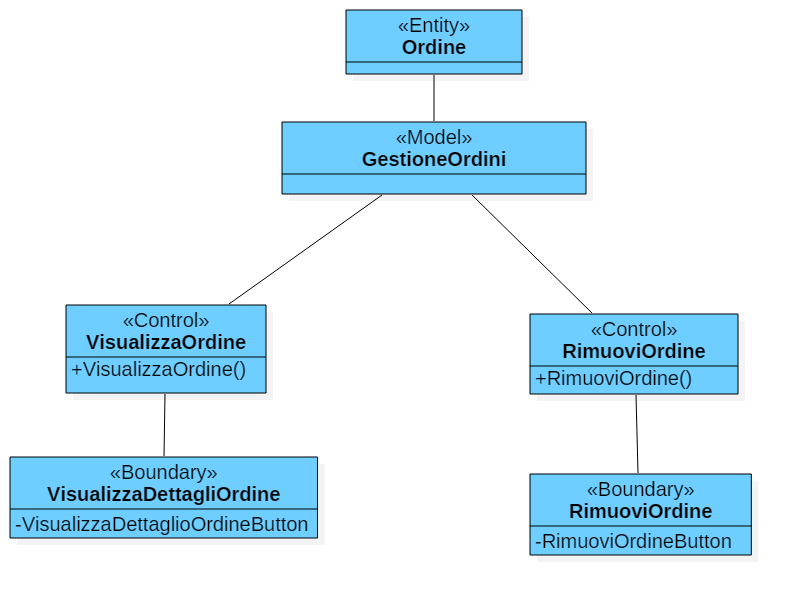 «Entity»
Ordine
«Model»
GestioneOrdini
«Control»
VisualizzaOrdine
+VisualizzaOrdine()
«Control»
RimuoviOrdine
+RimuoviOrdine()
«Boundary»
VisualizzaDettagliOrdine
-VisualizzaDettaglioOrdineButton
«Boundary»
RimuoviOrdine
-RimuoviOrdineButton